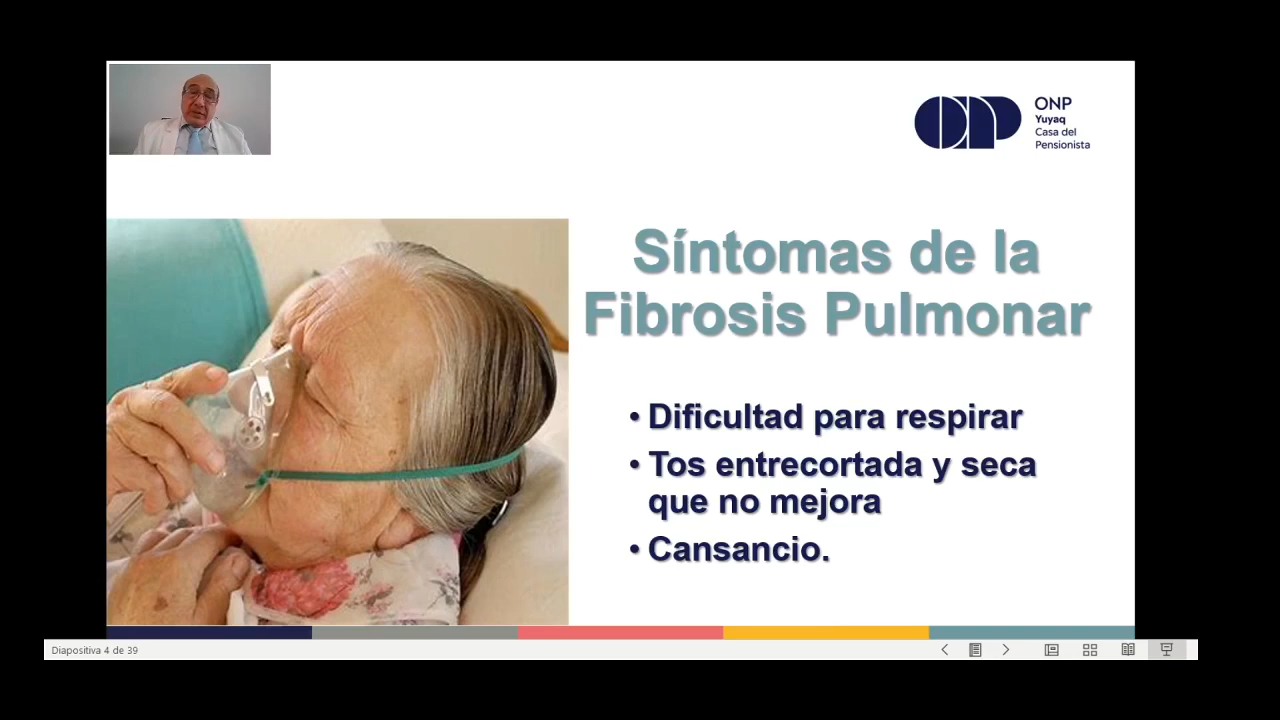 ONP
ONP
Yuyaq
Casa del
Pensionista
Síntomas de la
Fibrosis Pulmonar
• Dificultad para respirar
• Tos entrecortada y seca
que no mejora
• Cansancio.
Diapositiva 4 de 39